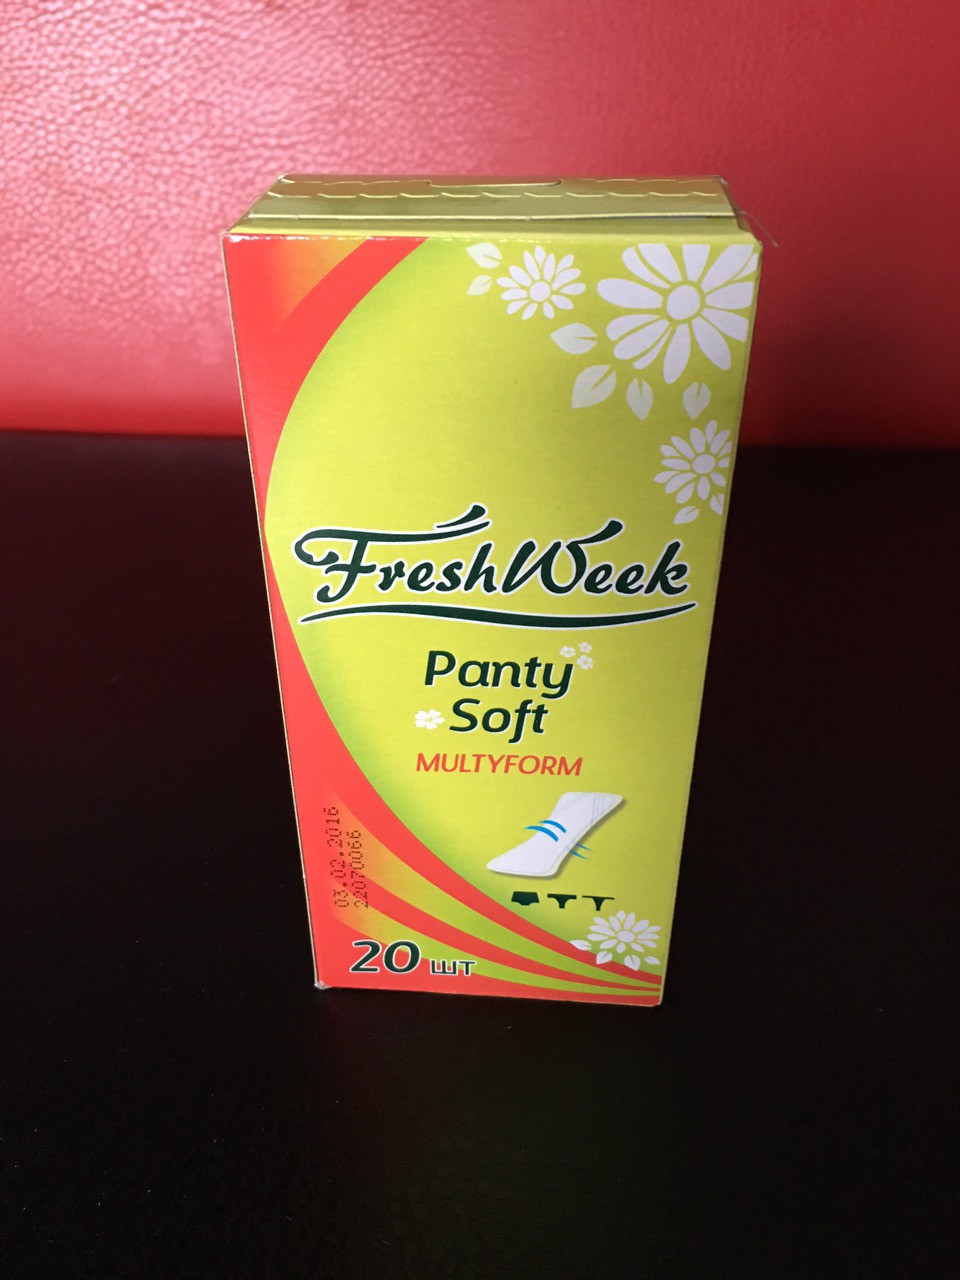 FreshWeek
Panty
Soft
MULTYFORM
03.02.2016
22070066
20 шт